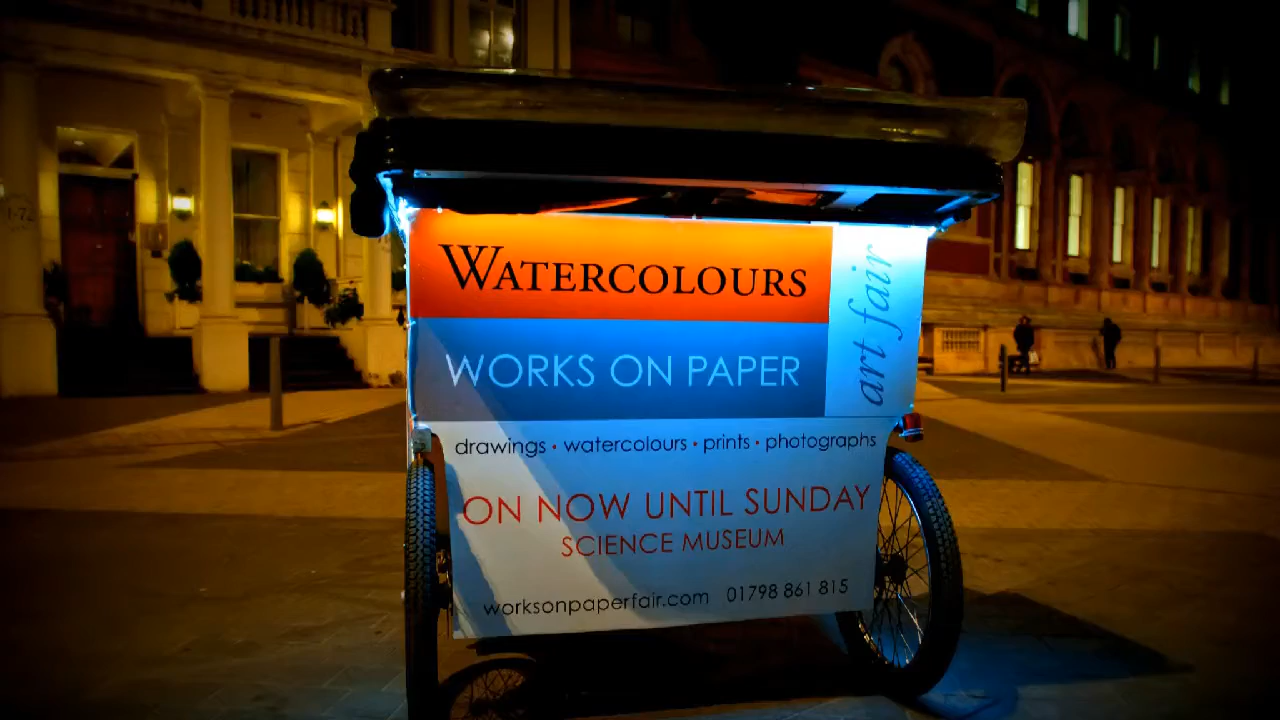 WATERCOLOURS
WORKS ON PAPER
art fair
drawings • watercolours • prints • photographs
ON NOW UNTIL SUNDAY
SCIENCE MUSEUM
worksonpaperfair.com 01798 861 815